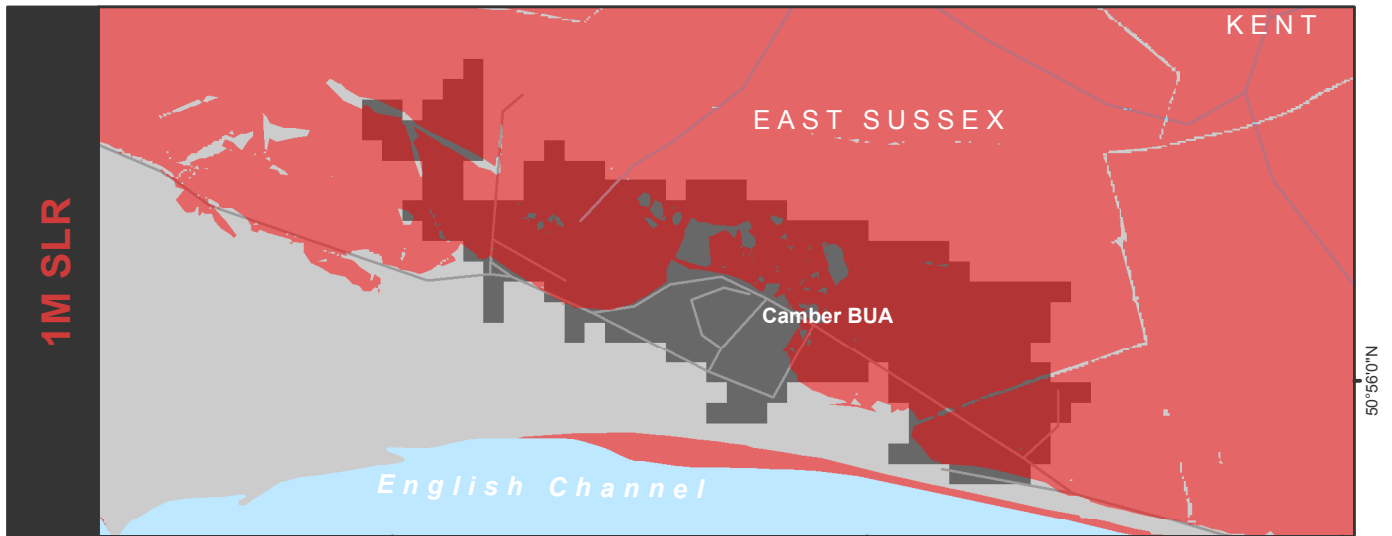 1M SLR
KENT
EAST SUSSEX
Camber BUA
50°56'0"N
English Channel